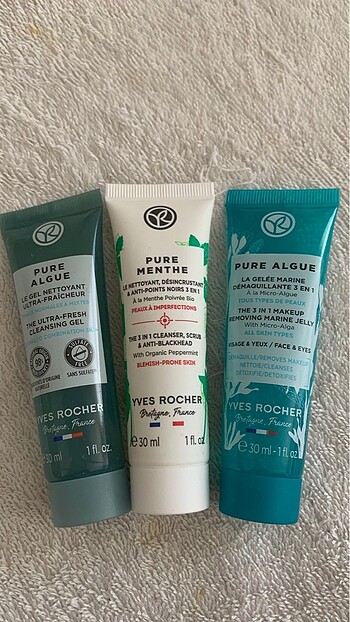 PURE
ALGUE
LE GEL NETTOYANT
ULTRA-FRAÎCHEUR
THE ULTRA-FRESH
CLEANSING GEL
SANS SULFATE
YVES ROCHER
Bretagne, France
30 ml 1 fl. oz.
PURE
MENTHE
LE NETTOYANT, DÉSINCRUSTANT
& ANTI-POINTS NOIRS 3 EN 1
À la Menthe Poivrée Bio
PEAUX À IMPERFECTIONS
THE 3 IN 1 CLEANSER, SCRUB
& ANTI-BLACKHEAD
With Organic Peppermint
BLEMISH-PRONE SKIN
YVES ROCHER
Bretagne, France
e 30 ml 1 fl. oz.
PURE ALGUE
LA GELÉE MARINE
DÉMAQUILLANTE 3 EN 1
À la Micro-Algue
TOUS TYPES DE PEAUX
THE 3 IN 1 MAKEUP
REMOVING MARINE JELLY
With Micro-Alga
ALL SKIN TYPES
VISAGE & YEUX / FACE & EYES
DÉMAQUILLE/REMOVES MAKEUP
NETTOIE/CLEANSES
DÉTOXIFIE/DETOXIFIES
YVES ROCHER
Bretagne, France
e 30 ml - 1 fl. oz.